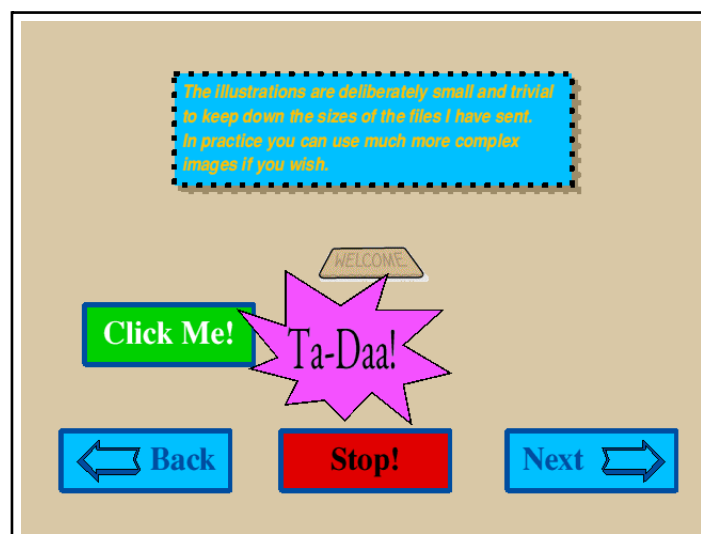 The illustrations are deliberately small and trivial
to keep down the sizes of the files I have sent.
In practice you can use much more complex
images if you wish.
WELCOME
Click Me!
Ta-Daa!
Back
Stop!
Next